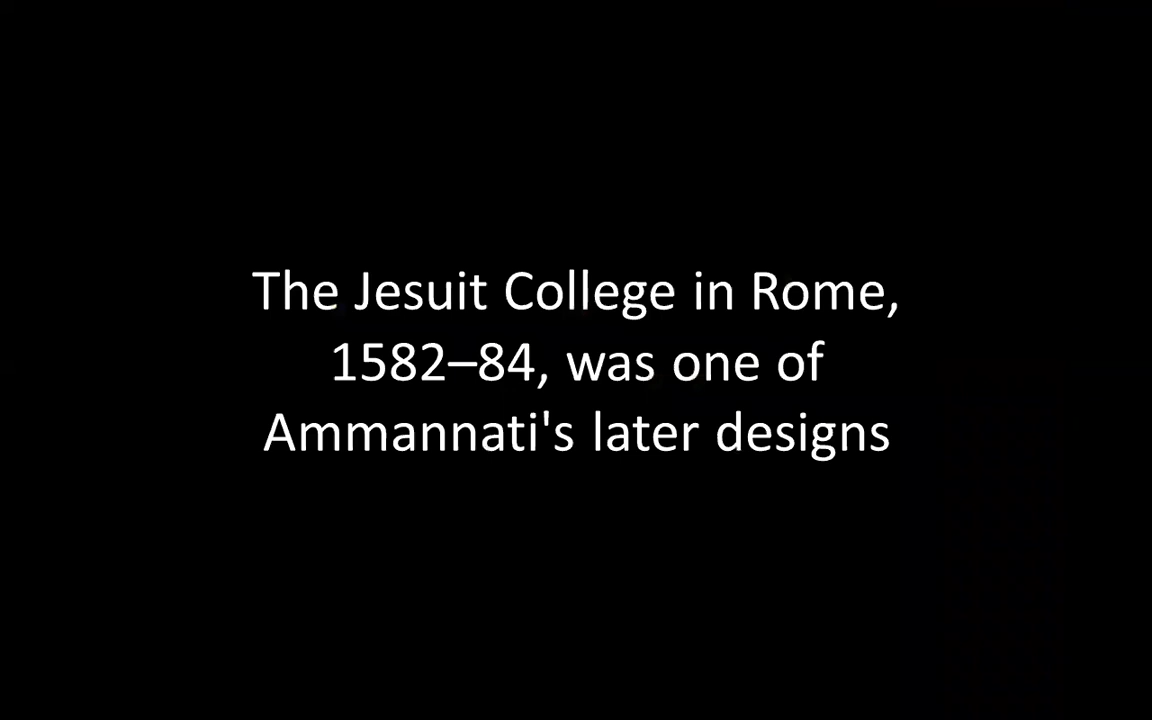 The Jesuit College in Rome,
1582–84, was one of
Ammannati's later designs